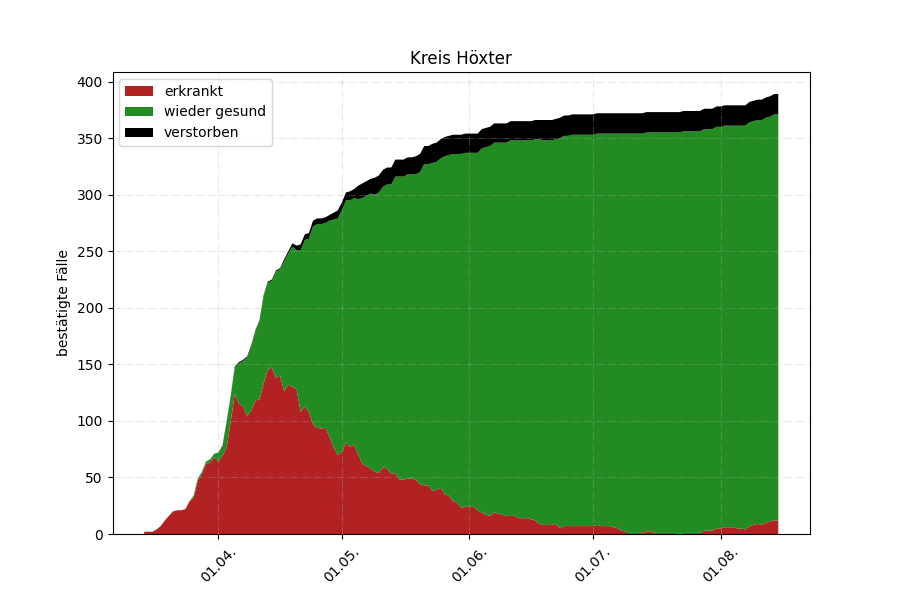 Kreis Höxter
erkrankt
wieder gesund
verstorben
bestätigte Fälle
400
350
300
250
200
150
100
50
0
01.04.
01.05.
01.06.
01.07.
01.08.